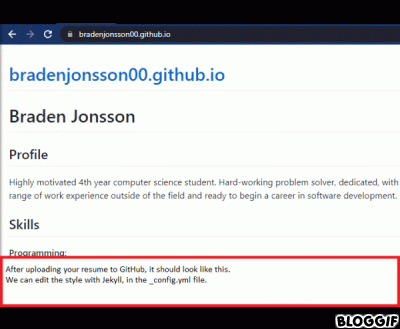 bradenjonsson00.github.io
bradenjonsson00.github.io
Braden Jonsson
Profile
Highly motivated 4th year computer science student. Hard-working problem solver, dedicated, with
range of work experience outside of the field and ready to begin a career in software development.
Skills
Programming:
After uploading your resume to GitHub, it should look like this.
We can edit the style with Jekyll, in the _config.yml file.
BLOGGIF